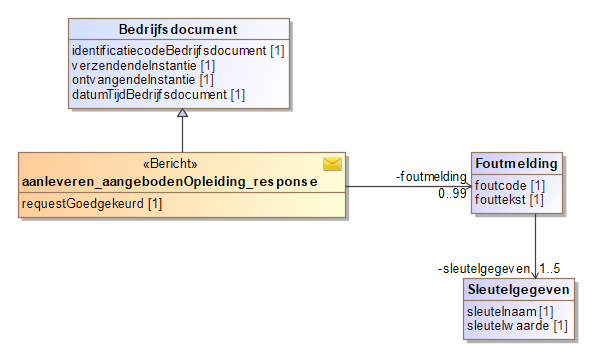 Bedrijfsdocument
identificatiecodeBedrijfsdocument [1]
verzendendeInstantie [1]
ontvangendeInstantie [1]
datumTijdBedrijfsdocument [1]
«Bericht»
aanleveren_aangebodenOpleiding_response
requestGoedgekeurd [1]
-foutmelding
0..99
Foutmelding
foutcode [1]
fouttekst [1]
-sleutelgegeven 1..5
Sleutelgegeven
sleutelnaam [1]
sleutelwaarde [1]